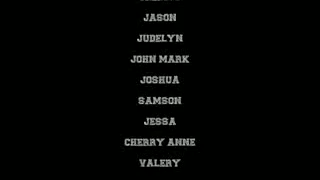 JASON
JUDELYN
JOHN MARK
JOSHUA
SAMSON
JESSA
CHERRY ANNE
VALERY